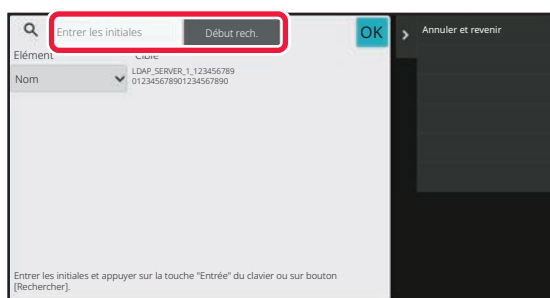 Entrer les initiales
Début rech.
OK
Annuler et revenir
Elément
Cible
Nom
LDAP_SERVER_1_123456789
012345678901234567890
Entrer les initiales et appuyer sur la touche "Entrée" du clavier ou sur bouton
[Rechercher].